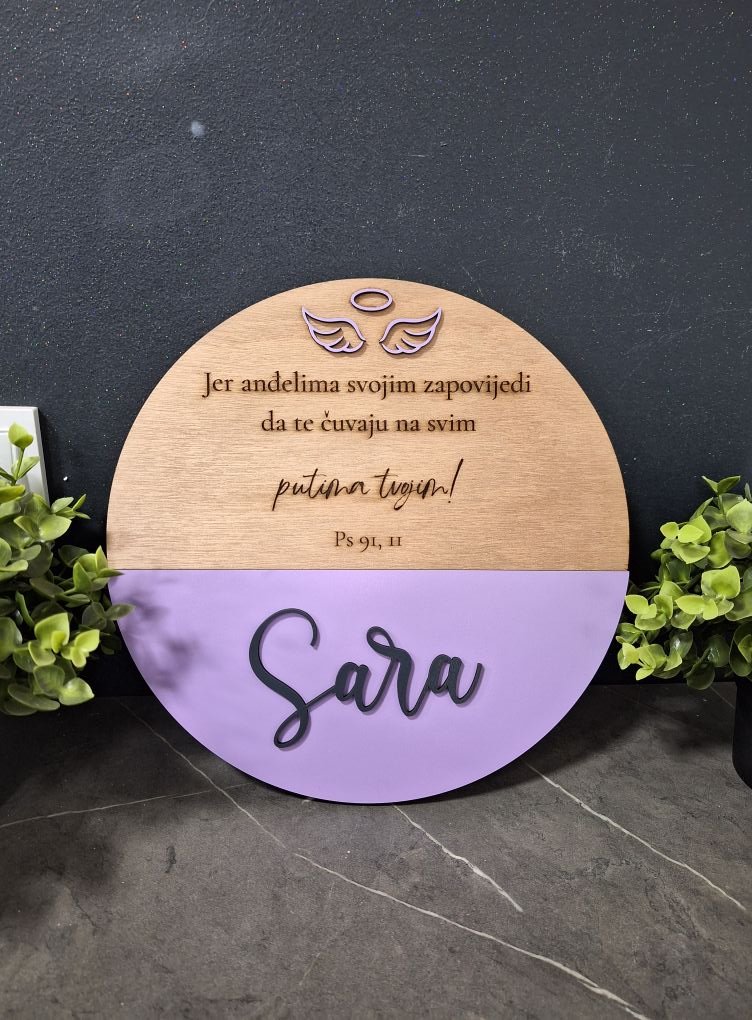 Jer anđelima svojim zapovijedi
da te čuvaju na svim
putima tvojim!
Ps 91, 11
Sara